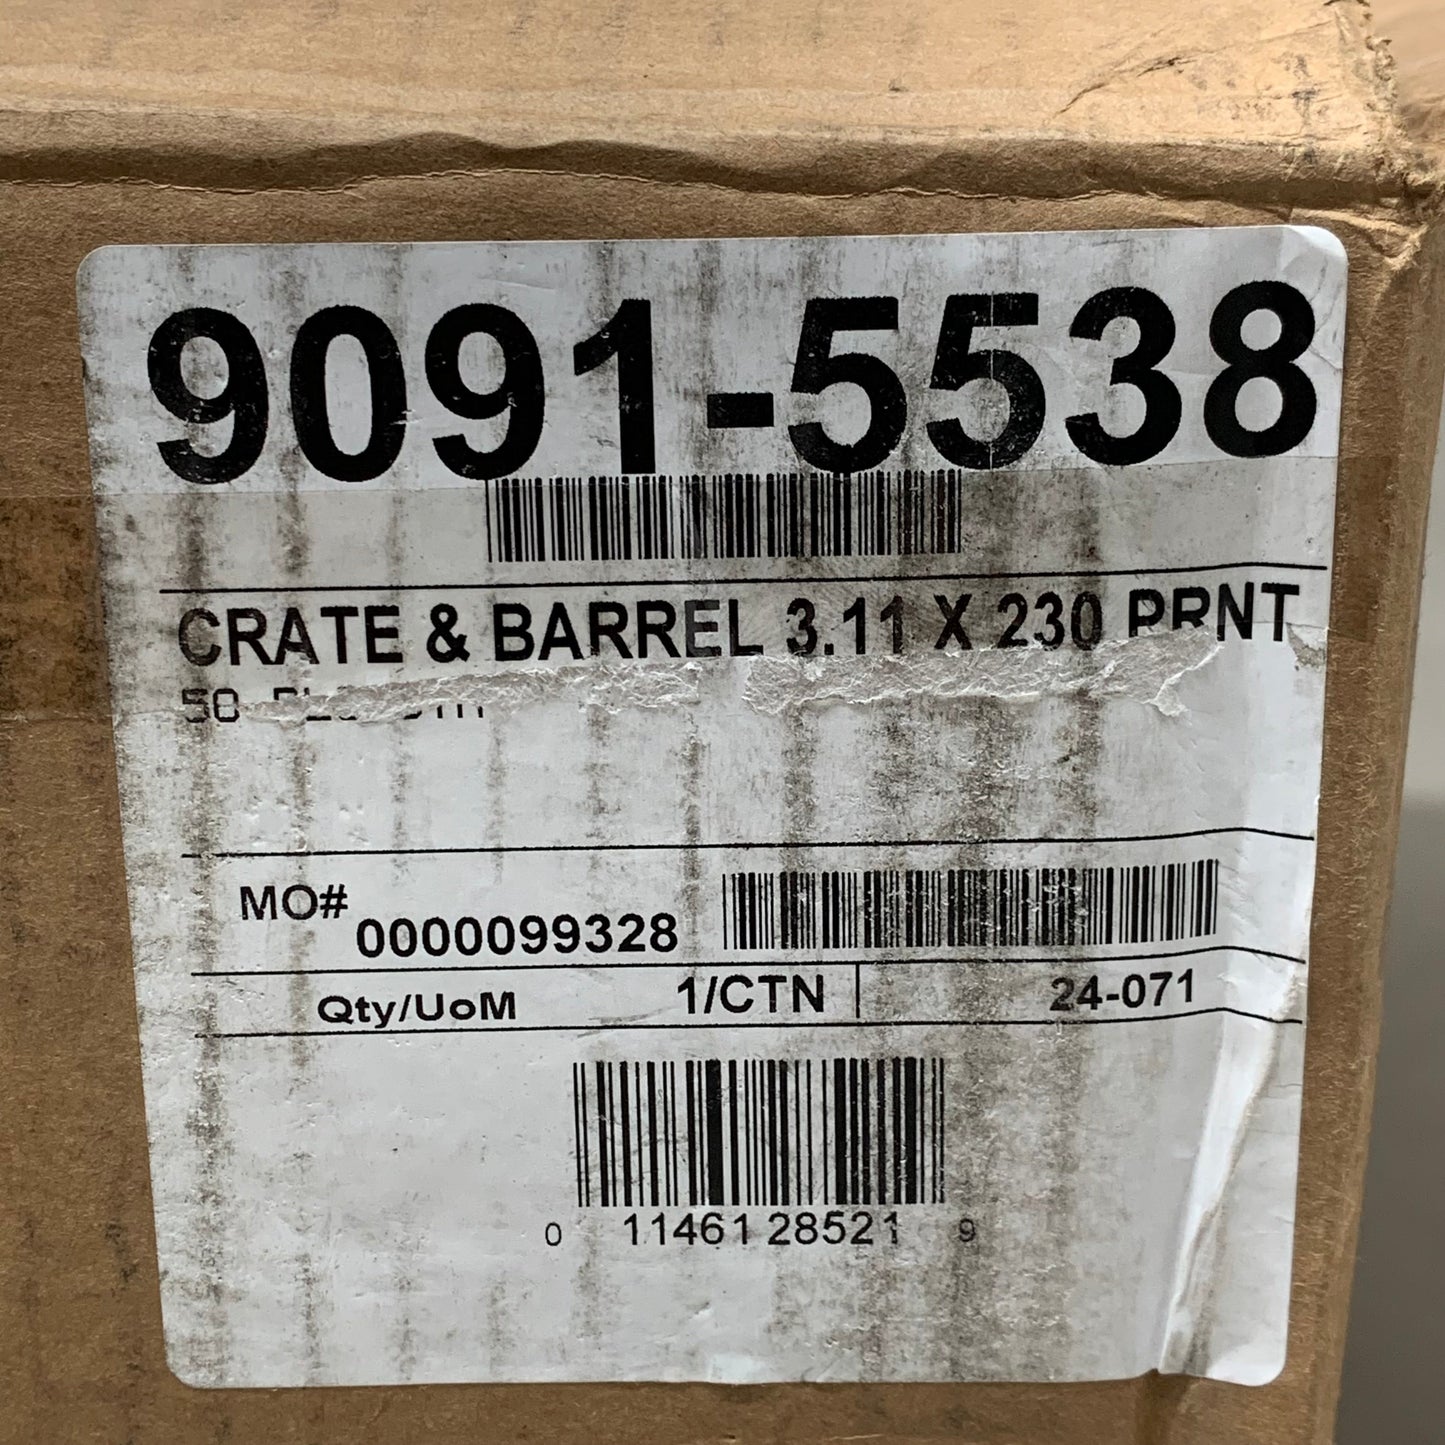 9091-5538
CRATE & BARREL 3.11 X 230 PRNT
50
MO# 0000099328
Qty/UoM 1/CTN 24-071
0 11461 28521 9